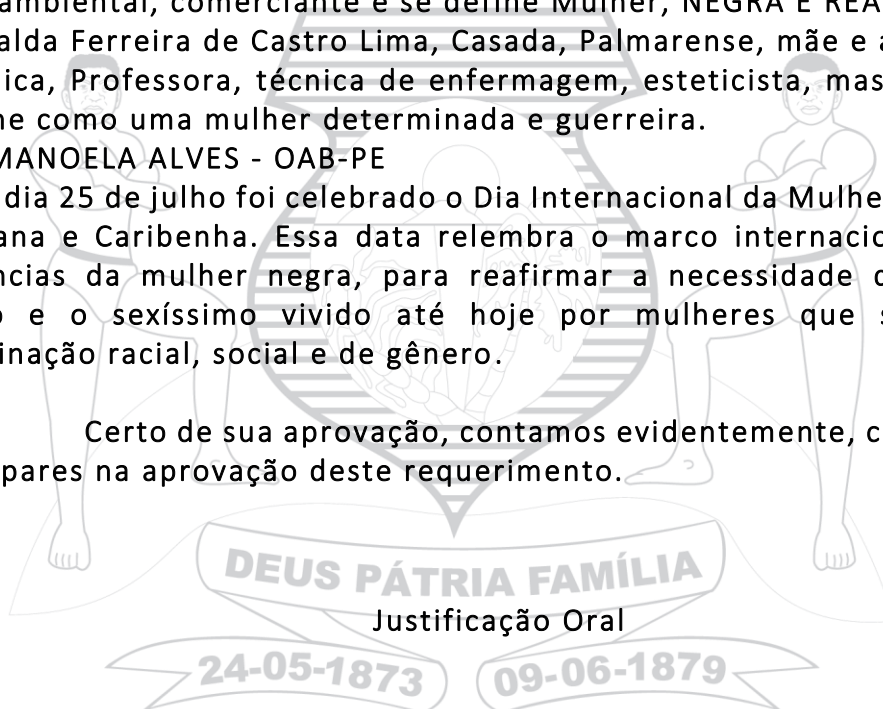 ambiental, comerciante e se define Mulher, NEGRA E REA
alda Ferreira de Castro Lima, Casada, Palmarense, mãe e a
ica, Professora, técnica de enfermagem, esteticista, mas
ne como uma mulher determinada e guerreira.
MANOELA ALVES - OAB-PE
dia 25 de julho foi celebrado o Dia Internacional da Mulhe
ana e Caribenha. Essa data relembra o marco internacio
ncias da mulher negra, para reafirmar a necessidade d
o e o sexíssimo vivido até hoje por mulheres que s
inação racial, social e de gênero.
Certo de sua aprovação, contamos evidentemente, c
pares na aprovação deste requerimento.
DEUS PÁTRIA FAMÍLIA
Justificação Oral
24-05-1873 09-06-1879